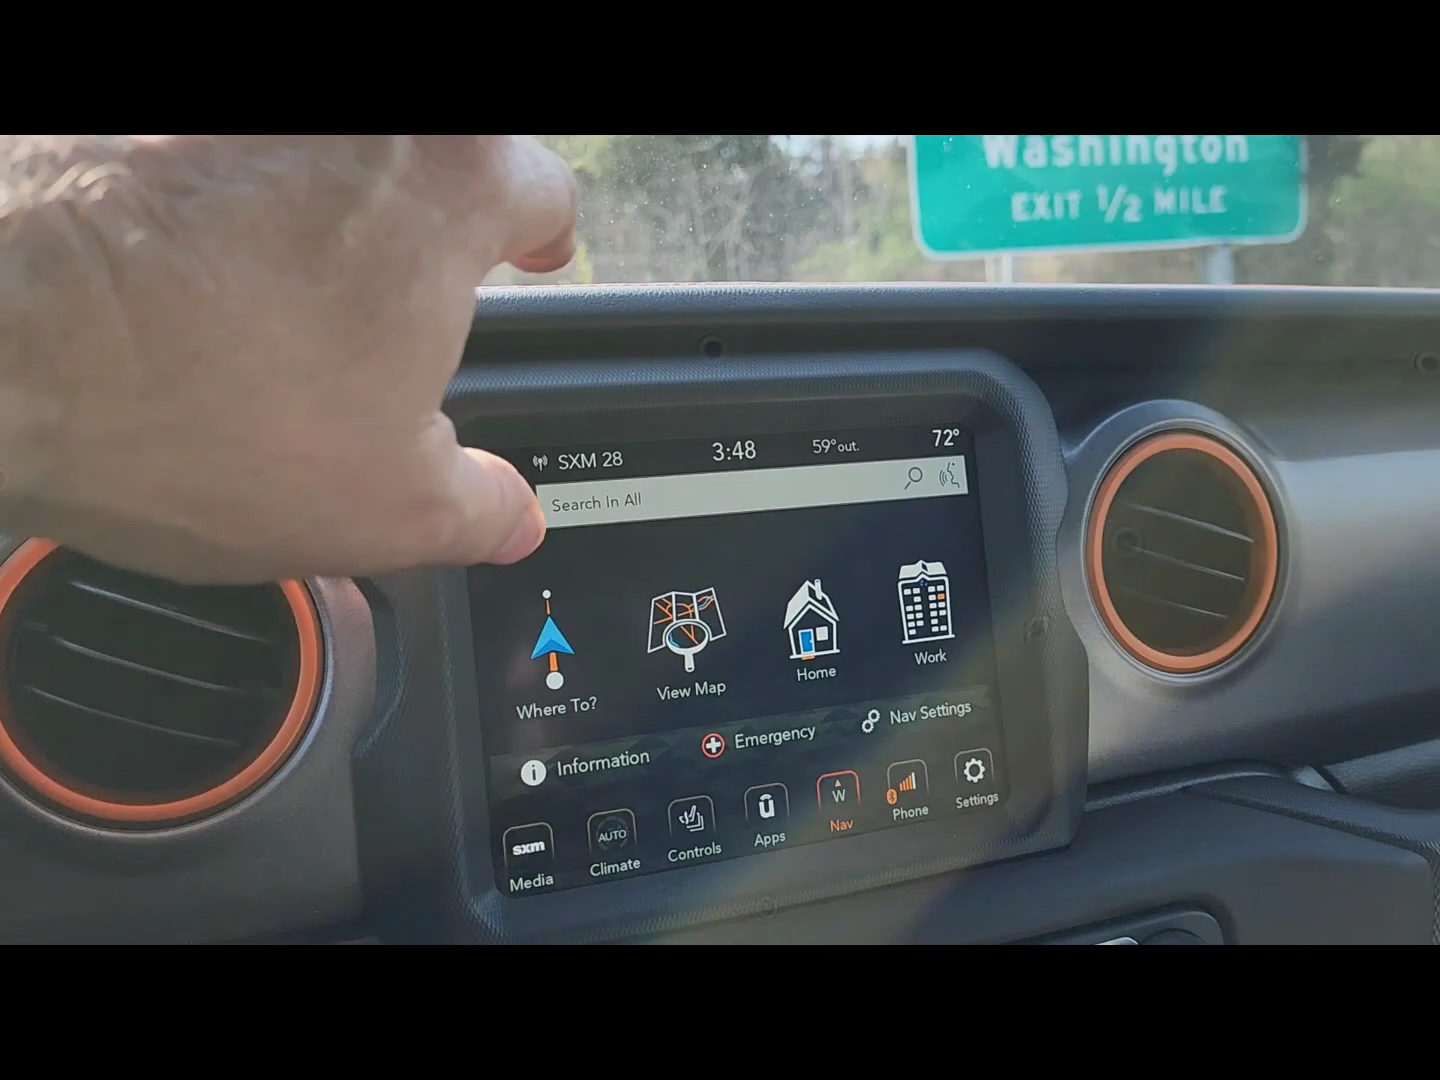 Washington
EXIT 1/2 MILE
SXM 28
3:48
59° out.
72°
Search In All
Where To?
View Map
Home
Work
Information
Emergency
Nav Settings
sxm
Media
AUTO
Climate
Controls
Apps
W
Nav
Phone
Settings